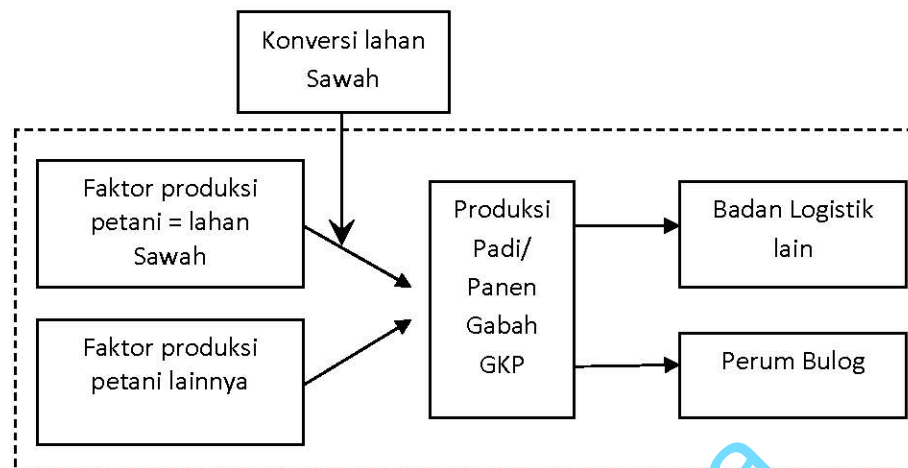 Konversi lahan
Sawah
Faktor produksi
petani = lahan
Sawah
Faktor produksi
petani lainnya
Produksi
Padi/
Panen
Gabah
GKP
Badan Logistik
lain
Perum Bulog